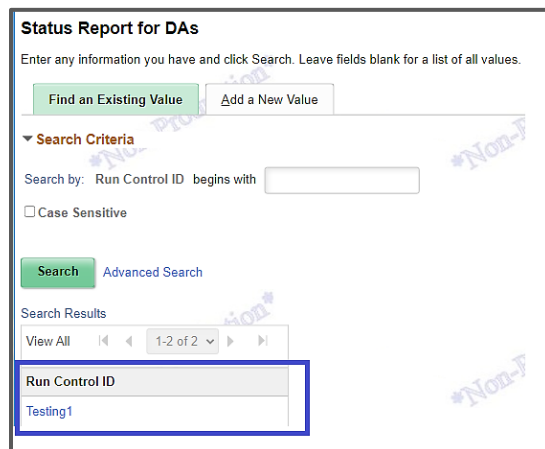 Status Report for DAs
Enter any information you have and click Search. Leave fields blank for a list of all values.
Find an Existing Value
Add a New Value
Search Criteria
Search by: Run Control ID begins with
Case Sensitive
Search
Advanced Search
Search Results
View All
1-2 of 2
Run Control ID
Testing1